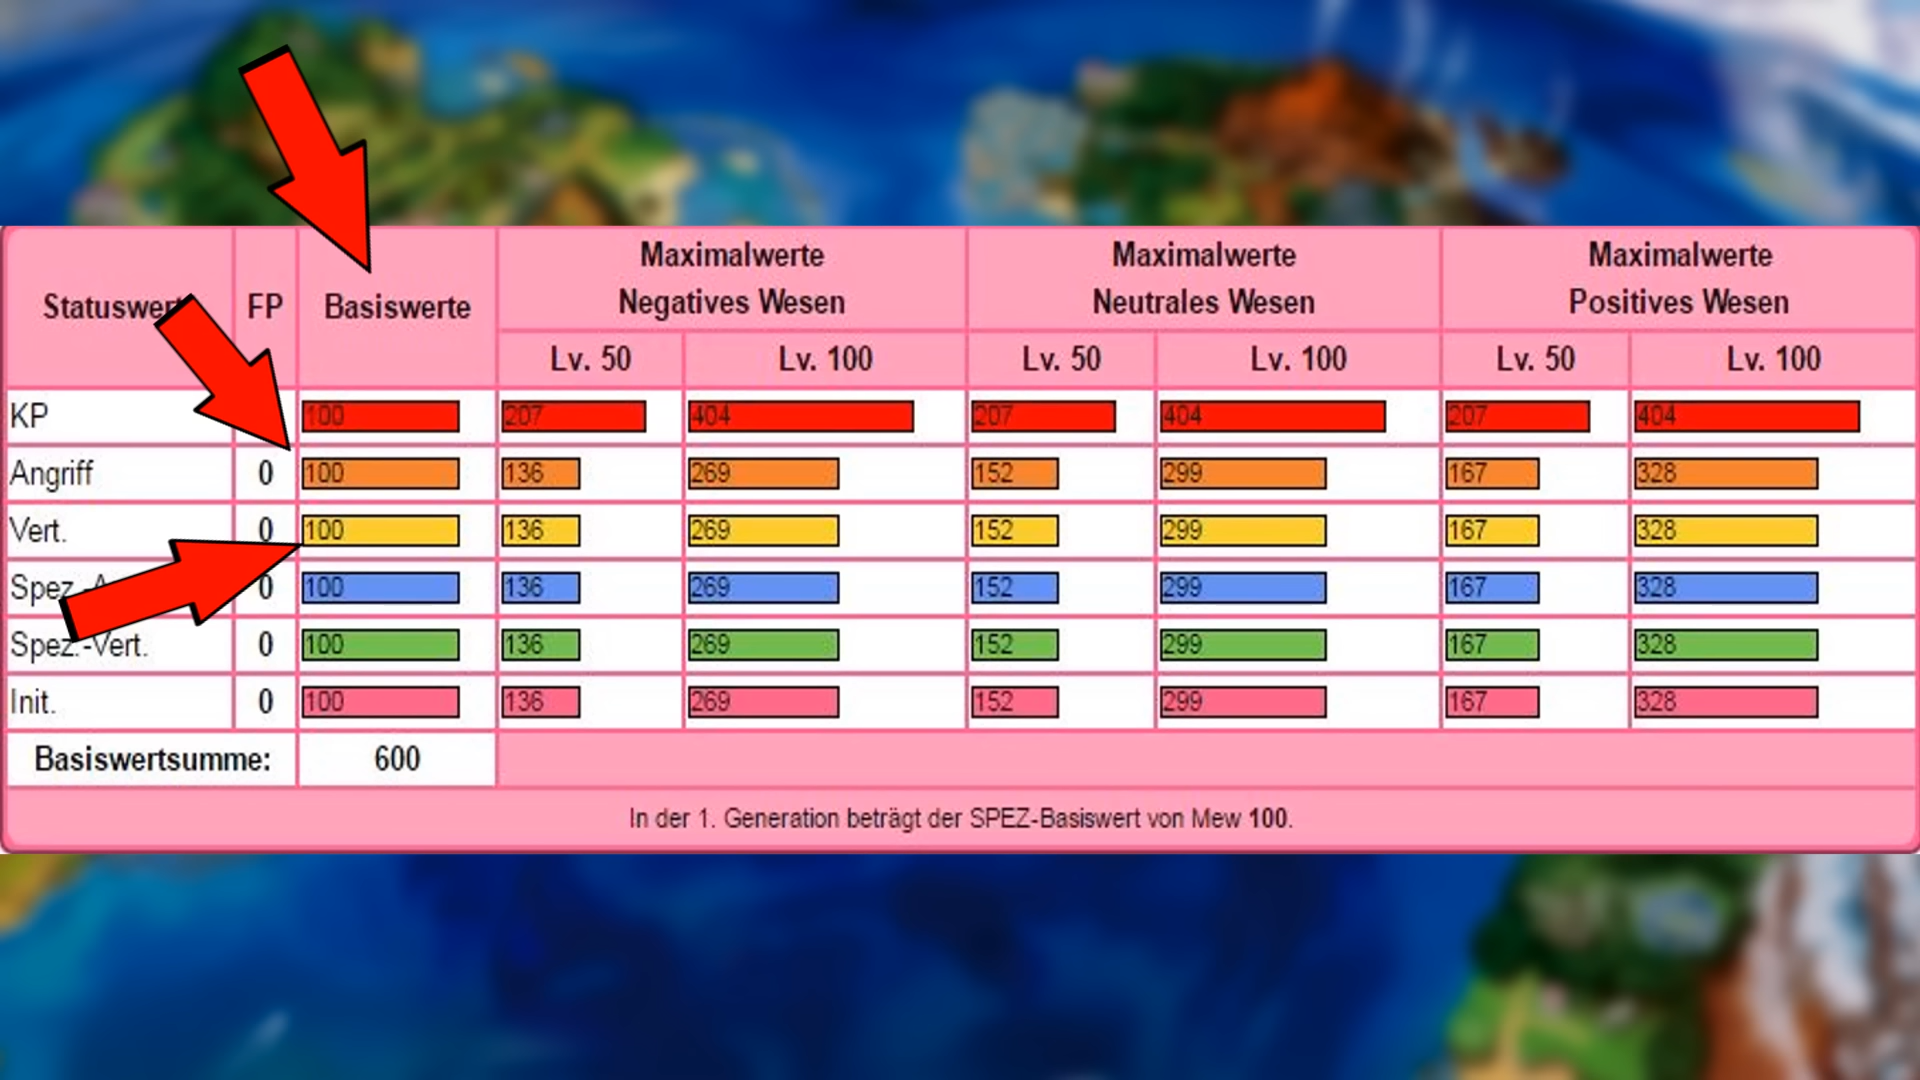 Statuswert FP Basiswerte Maximalwerte Negatives Wesen Maximalwerte Neutrales Wesen Maximalwerte Positives Wesen
Lv. 50 Lv. 100 Lv. 50 Lv. 100 Lv. 50 Lv. 100
KP 100 207 404 207 404 207 404
Angriff 0 100 136 269 152 299 167 328
Vert. 0 100 136 269 152 299 167 328
Spez.-A 0 100 136 269 152 299 167 328
Spez.-Vert. 0 100 136 269 152 299 167 328
Init. 0 100 136 269 152 299 167 328
Basiswertsumme: 600
In der 1. Generation beträgt der SPEZ-Basiswert von Mew 100.